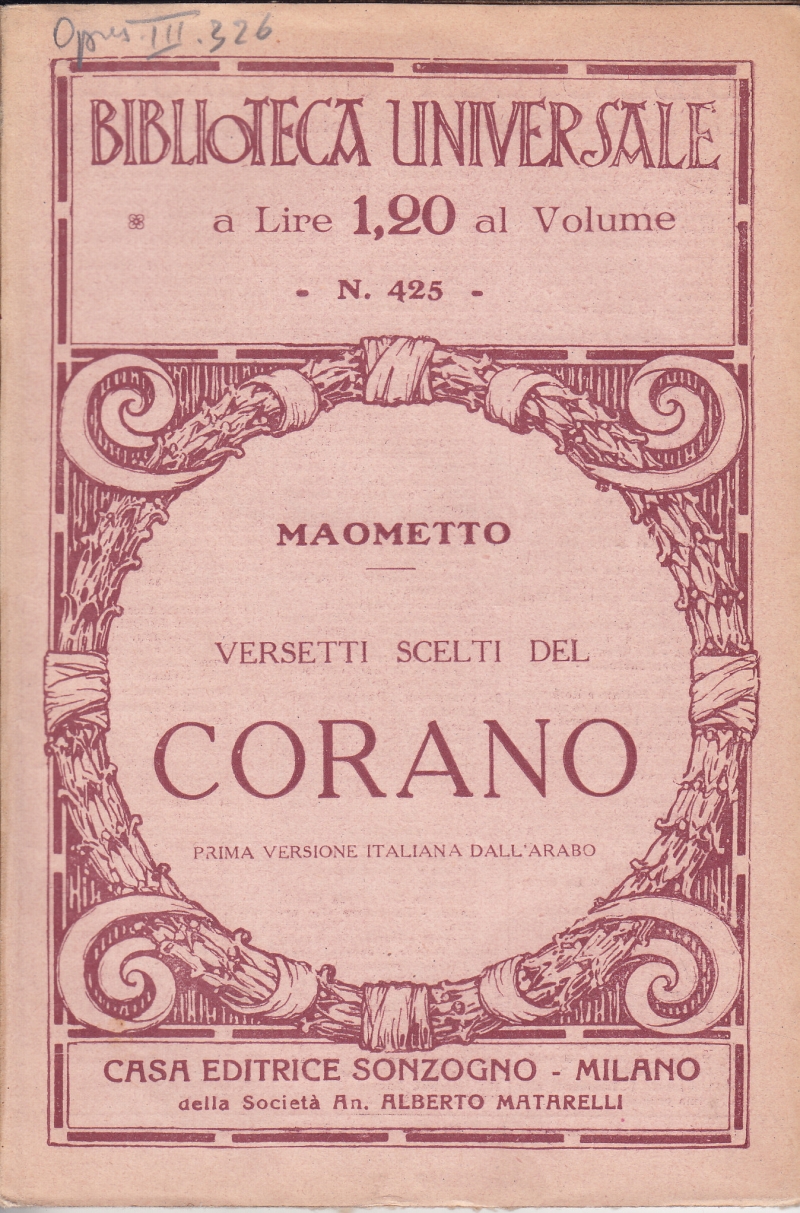 Opus III. 326.
BIBLIOTECA UNIVERSALE
a Lire 1,20 al Volume
- N. 425 -
MAOMETTO
VERSETTI SCELTI DEL
CORANO
PRIMA VERSIONE ITALIANA DALL'ARABO
CASA EDITRICE SONZOGNO - MILANO
della Società An. ALBERTO MATARELLI